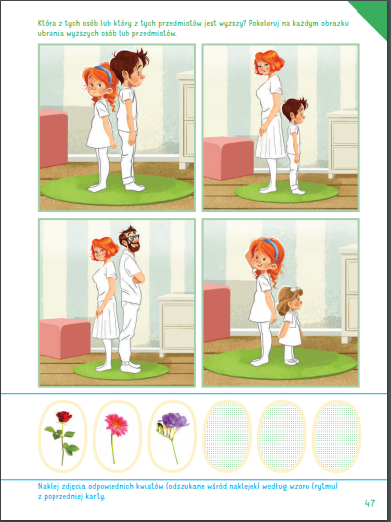 Która z tych osób lub który z tych przedmiotów jest wyższy? Pokoloruj na każdym obrazku
ubrania wyższych osób lub przedmiotów.
Naklej zdjęcia odpowiednich kwiatów (odszukane wśród naklejek) według wzoru (rytmu)
z poprzedniej karty.
47